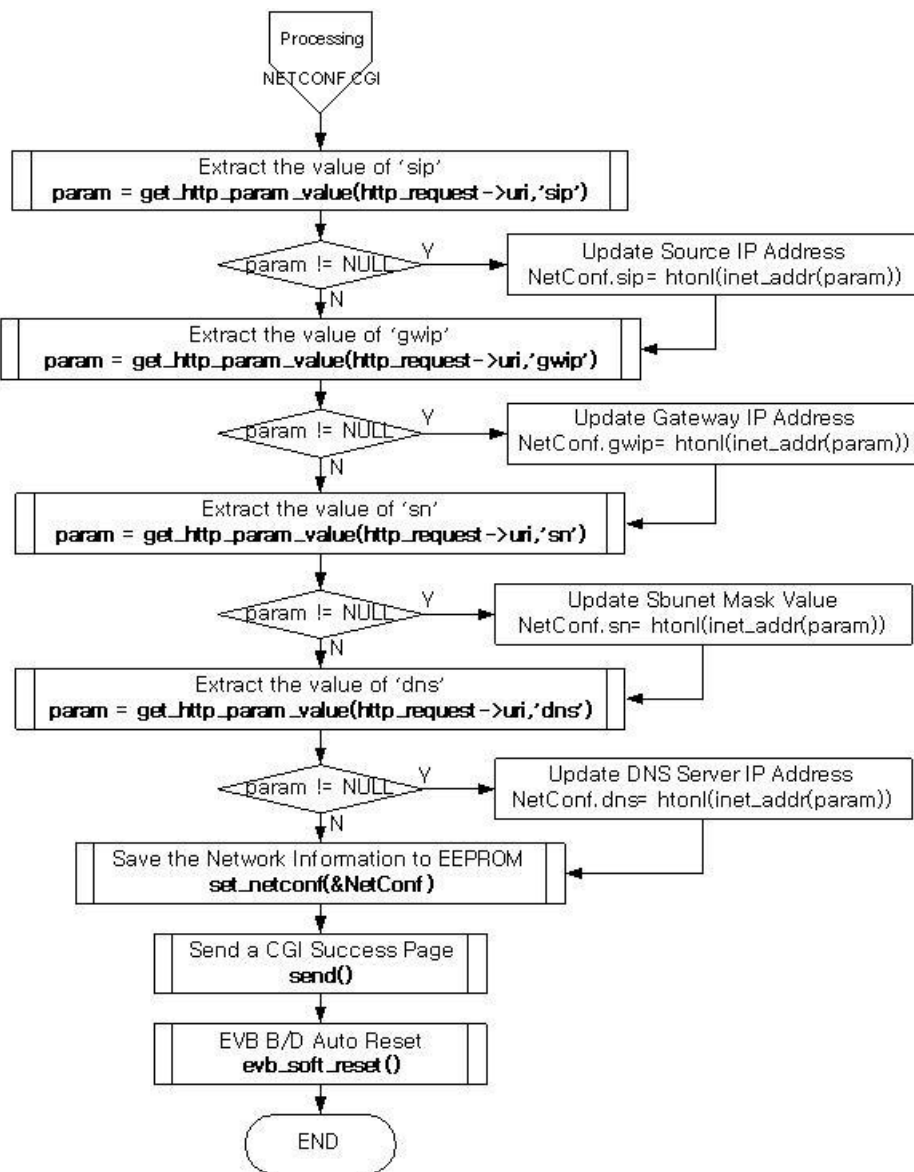 Processing
NETCONF.CGI
Extract the value of 'sip'
param = get_http_param_value(http_request->uri,'sip')
param != NULL
Y
Update Source IP Address
NetConf.sip= htonl(inet_addr(param))
N
Extract the value of 'gwip'
param = get_http_param_value(http_request->uri,'gwip')
param != NULL
Y
Update Gateway IP Address
NetConf.gwip= htonl(inet_addr(param))
N
Extract the value of 'sn'
param = get_http_param_value(http_request->uri,'sn')
param != NULL
Y
Update Sbunet Mask Value
NetConf.sn= htonl(inet_addr(param))
N
Extract the value of 'dns'
param = get_http_param_value(http_request->uri,'dns')
param != NULL
Y
Update DNS Server IP Address
NetConf.dns= htonl(inet_addr(param))
N
Save the Network Information to EEPROM
set_netconf(&NetConf)
Send a CGI Success Page
send()
EVB B/D Auto Reset
evb_soft_reset()
END